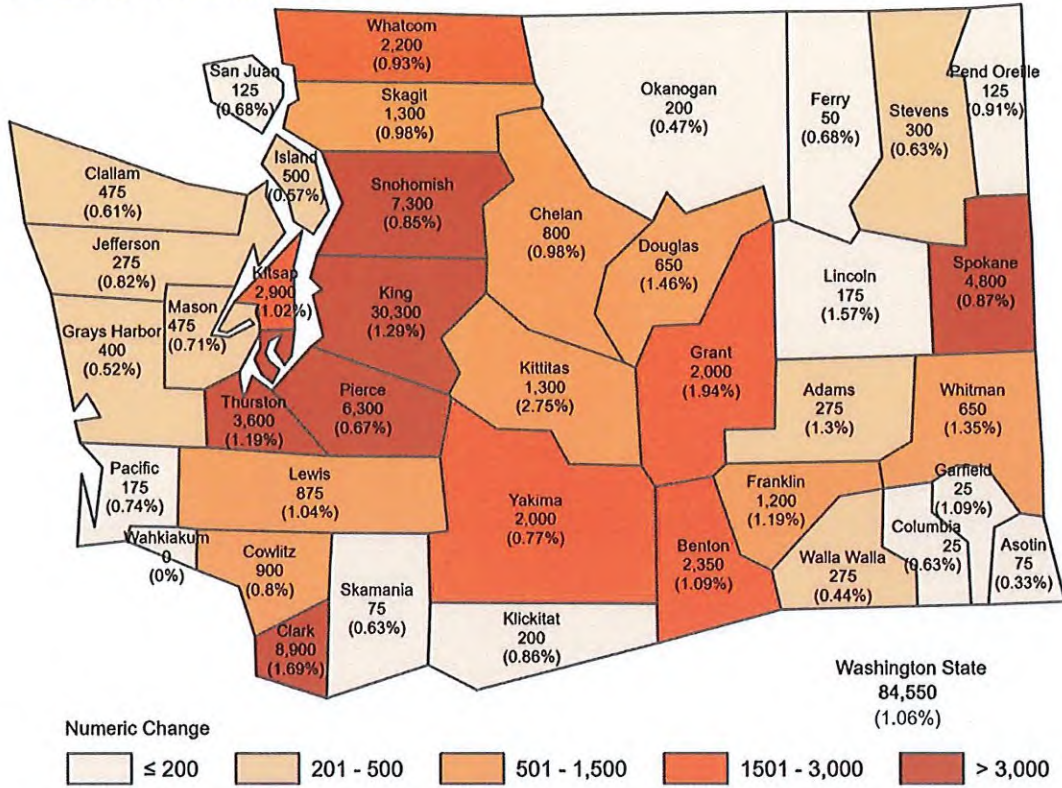 Whatcom
2,200
(0.93%)
San Juan
125
(0.68%)
Skagit
1,300
(0.98%)
Okanogan
200
(0.47%)
Ferry
50
(0.68%)
Stevens
300
(0.63%)
Pend Oreille
125
(0.91%)
Island
500
(0.57%)
Clallam
475
(0.61%)
Snohomish
7,300
(0.85%)
Chelan
800
(0.98%)
Douglas
650
(1.46%)
Jefferson
275
(0.82%)
Kitsap
2,900
(1.02%)
King
30,300
(1.29%)
Lincoln
175
(1.57%)
Spokane
4,800
(0.87%)
Mason
475
(0.71%)
Grays Harbor
400
(0.52%)
Kittitas
1,300
(2.75%)
Grant
2,000
(1.94%)
Thurston
3,600
(1.19%)
Pierce
6,300
(0.67%)
Adams
275
(1.3%)
Whitman
650
(1.35%)
Pacific
175
(0.74%)
Lewis
875
(1.04%)
Yakima
2,000
(0.77%)
Franklin
1,200
(1.19%)
Garfield
25
(1.09%)
Wahkiakum
0
(0%)
Cowlitz
900
(0.8%)
Benton
2,350
(1.09%)
Walla Walla
275
(0.44%)
Columbia
25
(0.63%)
Asotin
75
(0.33%)
Skamania
75
(0.63%)
Klickitat
200
(0.86%)
Clark
8,900
(1.69%)
Washington State
84,550
(1.06%)
Numeric Change
≤ 200
201 - 500
501 - 1,500
1501 - 3,000
> 3,000